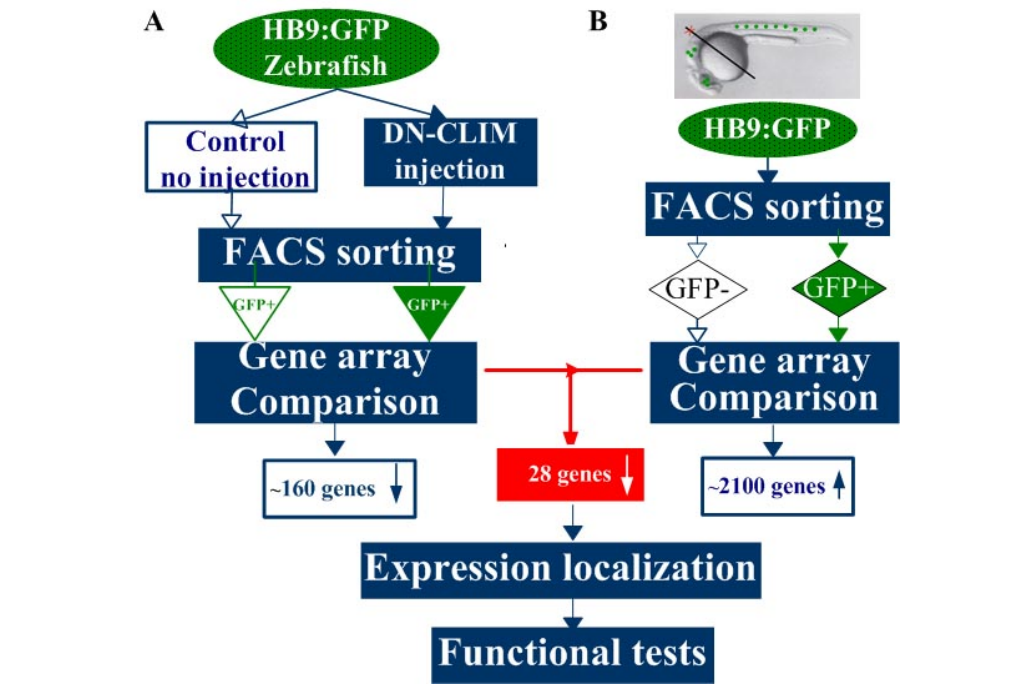 A
HB9:GFP
Zebrafish
Control
no injection
DN-CLIM
injection
FACS sorting
GFP+
GFP+
Gene array
Comparison
~160 genes
B
HB9:GFP
FACS sorting
GFP-
GFP+
Gene array
Comparison
~2100 genes
28 genes
Expression localization
Functional tests